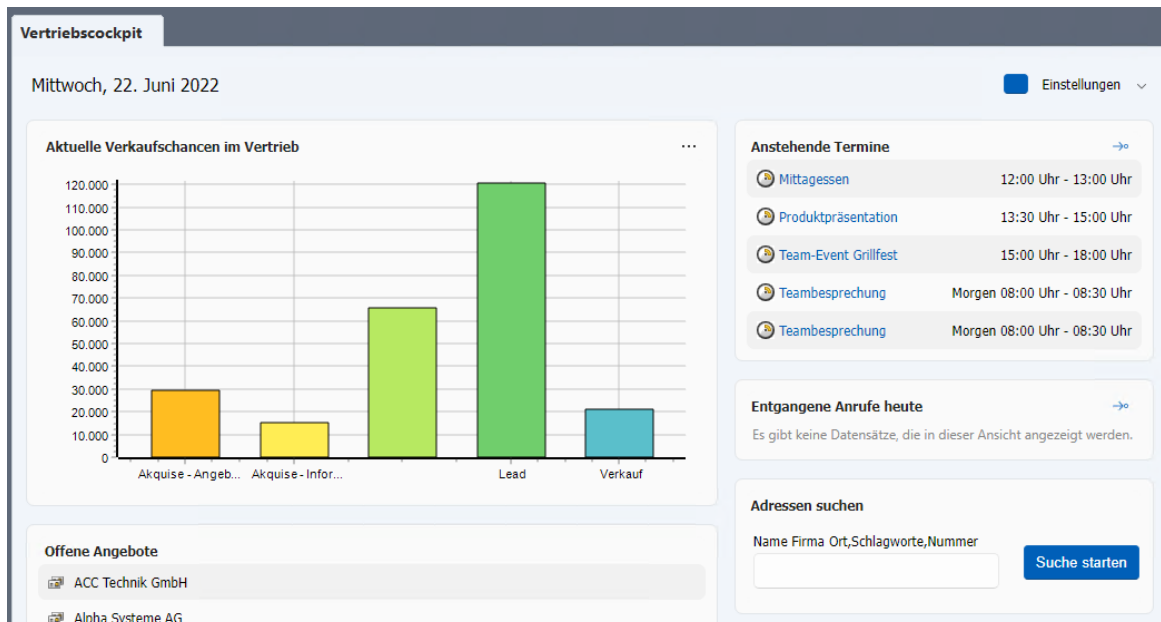 Vertriebscockpit
Mittwoch, 22. Juni 2022
Einstellungen
Aktuelle Verkaufschancen im Vertrieb
120.000
110.000
100.000
90.000
80.000
70.000
60.000
50.000
40.000
30.000
20.000
10.000
0
Akquise - Angeb... Akquise - Infor... Lead Verkauf
Offene Angebote
ACC Technik GmbH
Alpha Systeme AG
Anstehende Termine
Mittagessen 12:00 Uhr - 13:00 Uhr
Produktpräsentation 13:30 Uhr - 15:00 Uhr
Team-Event Grillfest 15:00 Uhr - 18:00 Uhr
Teambesprechung Morgen 08:00 Uhr - 08:30 Uhr
Teambesprechung Morgen 08:00 Uhr - 08:30 Uhr
Entgangene Anrufe heute
Es gibt keine Datensätze, die in dieser Ansicht angezeigt werden.
Adressen suchen
Name Firma Ort,Schlagworte,Nummer
Suche starten